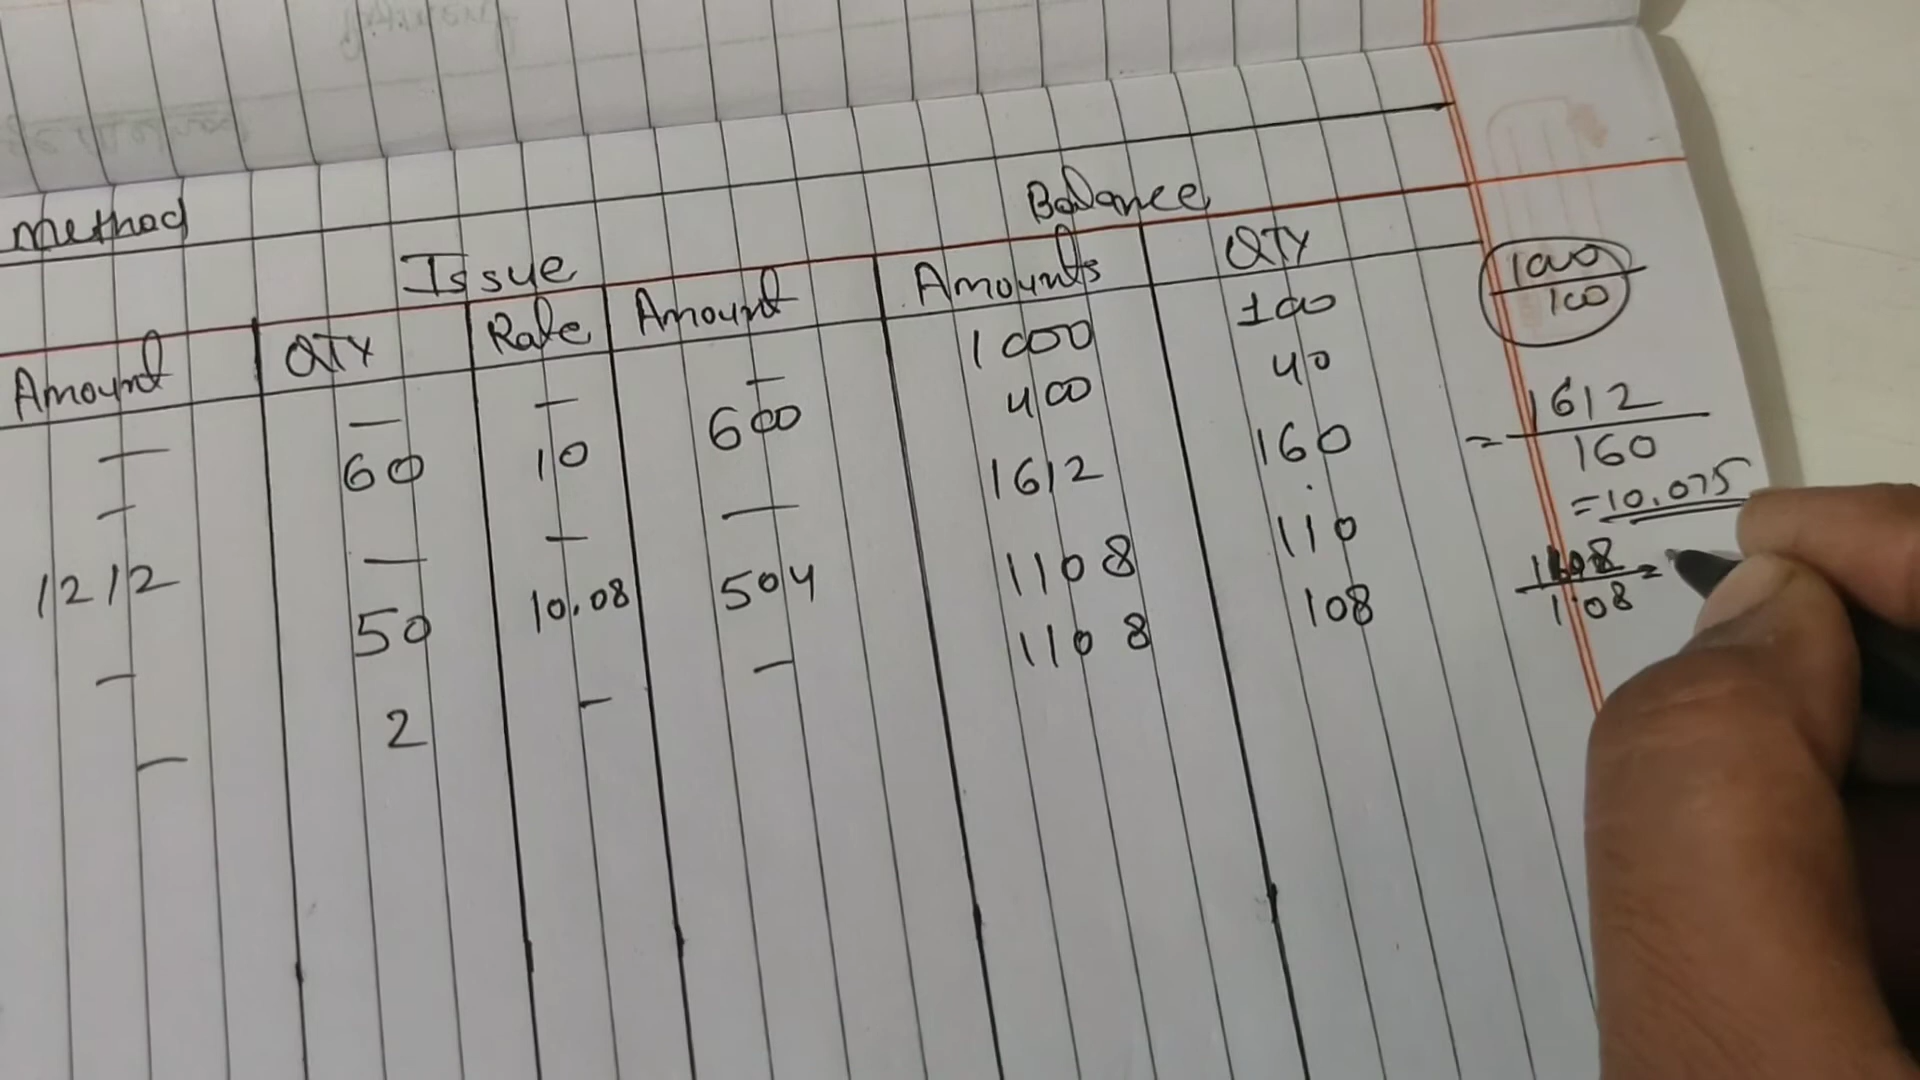 method
Issue Balance
Amount QTY Rate Amount Amounts QTY
— — — — 1000 100
— 60 10 600 400 40
1212 — — — 1612 160
— 50 10.08 504 1108 110
— 2 — — 1108 108
1000
100
= 1612
160
= 10.075
1108 =
108